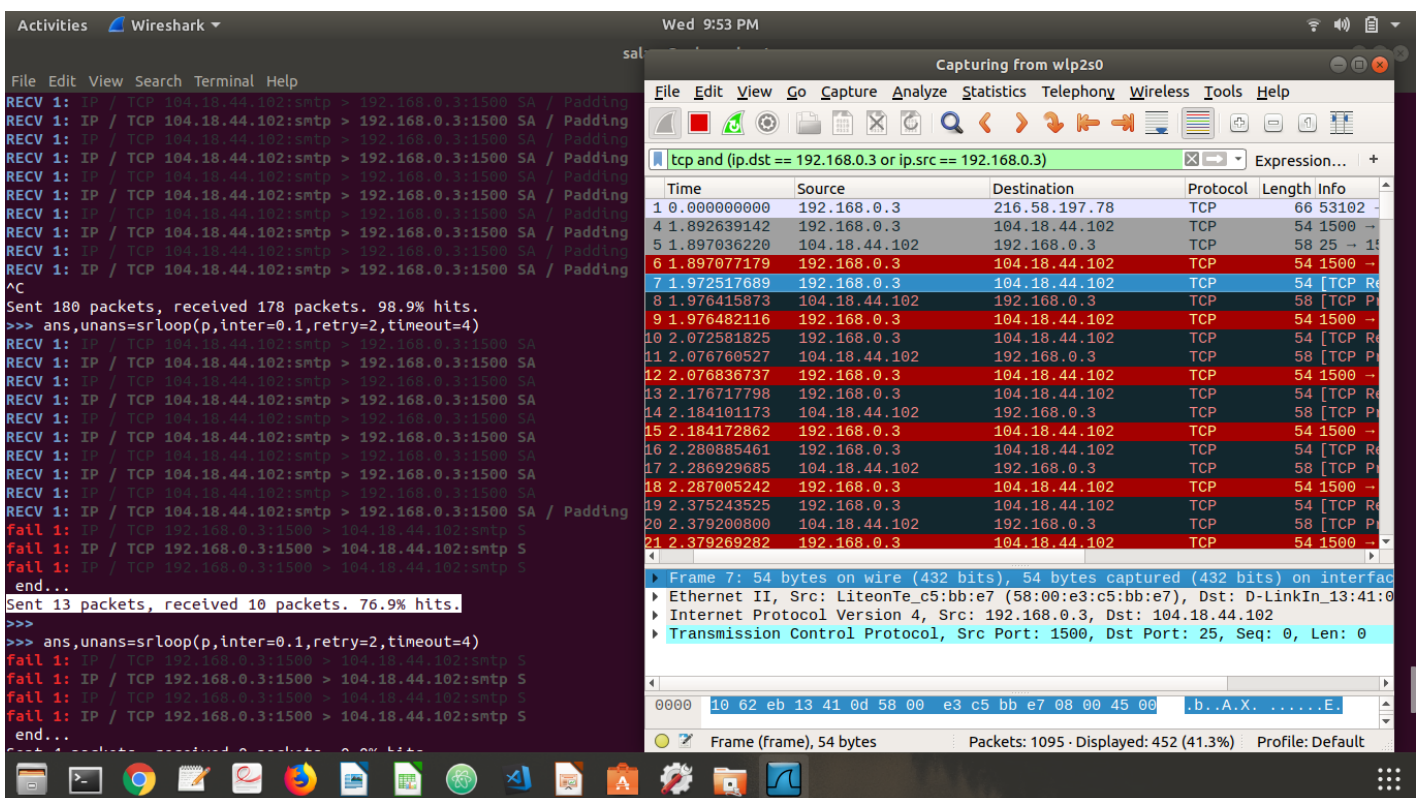 Activities Wireshark Wed 9:53 PM
sal
File Edit View Search Terminal Help
RECV 1: IP / TCP 104.18.44.102:smtp > 192.168.0.3:1500 SA / Padding
RECV 1: IP / TCP 104.18.44.102:smtp > 192.168.0.3:1500 SA / Padding
RECV 1: IP / TCP 104.18.44.102:smtp > 192.168.0.3:1500 SA / Padding
RECV 1: IP / TCP 104.18.44.102:smtp > 192.168.0.3:1500 SA / Padding
RECV 1: IP / TCP 104.18.44.102:smtp > 192.168.0.3:1500 SA / Padding
RECV 1: IP / TCP 104.18.44.102:smtp > 192.168.0.3:1500 SA / Padding
RECV 1: IP / TCP 104.18.44.102:smtp > 192.168.0.3:1500 SA / Padding
RECV 1: IP / TCP 104.18.44.102:smtp > 192.168.0.3:1500 SA / Padding
RECV 1: IP / TCP 104.18.44.102:smtp > 192.168.0.3:1500 SA / Padding
RECV 1: IP / TCP 104.18.44.102:smtp > 192.168.0.3:1500 SA / Padding
^C
Sent 180 packets, received 178 packets. 98.9% hits.
>>> ans,unans=srloop(p,inter=0.1,retry=2,timeout=4)
RECV 1: IP / TCP 104.18.44.102:smtp > 192.168.0.3:1500 SA
RECV 1: IP / TCP 104.18.44.102:smtp > 192.168.0.3:1500 SA
RECV 1: IP / TCP 104.18.44.102:smtp > 192.168.0.3:1500 SA
RECV 1: IP / TCP 104.18.44.102:smtp > 192.168.0.3:1500 SA
RECV 1: IP / TCP 104.18.44.102:smtp > 192.168.0.3:1500 SA
RECV 1: IP / TCP 104.18.44.102:smtp > 192.168.0.3:1500 SA
RECV 1: IP / TCP 104.18.44.102:smtp > 192.168.0.3:1500 SA
RECV 1: IP / TCP 104.18.44.102:smtp > 192.168.0.3:1500 SA
RECV 1: IP / TCP 104.18.44.102:smtp > 192.168.0.3:1500 SA
RECV 1: IP / TCP 104.18.44.102:smtp > 192.168.0.3:1500 SA / Padding
fail 1: IP / TCP 192.168.0.3:1500 > 104.18.44.102:smtp S
fail 1: IP / TCP 192.168.0.3:1500 > 104.18.44.102:smtp S
fail 1: IP / TCP 192.168.0.3:1500 > 104.18.44.102:smtp S
end...
Sent 13 packets, received 10 packets. 76.9% hits.
>>>
>>> ans,unans=srloop(p,inter=0.1,retry=2,timeout=4)
fail 1: IP / TCP 192.168.0.3:1500 > 104.18.44.102:smtp S
fail 1: IP / TCP 192.168.0.3:1500 > 104.18.44.102:smtp S
fail 1: IP / TCP 192.168.0.3:1500 > 104.18.44.102:smtp S
fail 1: IP / TCP 192.168.0.3:1500 > 104.18.44.102:smtp S
end...
Capturing from wlp2s0
File Edit View Go Capture Analyze Statistics Telephony Wireless Tools Help
tcp and (ip.dst == 192.168.0.3 or ip.src == 192.168.0.3) Expression… +
Time Source Destination Protocol Length Info
1 0.000000000 192.168.0.3 216.58.197.78 TCP 66 53102
4 1.892639142 192.168.0.3 104.18.44.102 TCP 54 1500 →
5 1.897036220 104.18.44.102 192.168.0.3 TCP 58 25 → 15
6 1.897077179 192.168.0.3 104.18.44.102 TCP 54 1500 →
7 1.972517689 192.168.0.3 104.18.44.102 TCP 54 [TCP Re
8 1.976415873 104.18.44.102 192.168.0.3 TCP 58 [TCP Pr
9 1.976482116 192.168.0.3 104.18.44.102 TCP 54 1500 →
10 2.072581825 192.168.0.3 104.18.44.102 TCP 54 [TCP Re
11 2.076760527 104.18.44.102 192.168.0.3 TCP 58 [TCP Pr
12 2.076836737 192.168.0.3 104.18.44.102 TCP 54 1500 →
13 2.176717798 192.168.0.3 104.18.44.102 TCP 54 [TCP Re
14 2.184101173 104.18.44.102 192.168.0.3 TCP 58 [TCP Pr
15 2.184172862 192.168.0.3 104.18.44.102 TCP 54 1500 →
16 2.280885461 192.168.0.3 104.18.44.102 TCP 54 [TCP Re
17 2.286929685 104.18.44.102 192.168.0.3 TCP 58 [TCP Pr
18 2.287005242 192.168.0.3 104.18.44.102 TCP 54 1500 →
19 2.375243525 192.168.0.3 104.18.44.102 TCP 54 [TCP Re
20 2.379200800 104.18.44.102 192.168.0.3 TCP 58 [TCP Pr
21 2.379269282 192.168.0.3 104.18.44.102 TCP 54 1500 →
Frame 7: 54 bytes on wire (432 bits), 54 bytes captured (432 bits) on interfac
Ethernet II, Src: LiteonTe_c5:bb:e7 (58:00:e3:c5:bb:e7), Dst: D-LinkIn_13:41:0
Internet Protocol Version 4, Src: 192.168.0.3, Dst: 104.18.44.102
Transmission Control Protocol, Src Port: 1500, Dst Port: 25, Seq: 0, Len: 0
0000 10 62 eb 13 41 0d 58 00 e3 c5 bb e7 08 00 45 00 .b..A.X. ......E.
Frame (frame), 54 bytes Packets: 1095 · Displayed: 452 (41.3%) Profile: Default